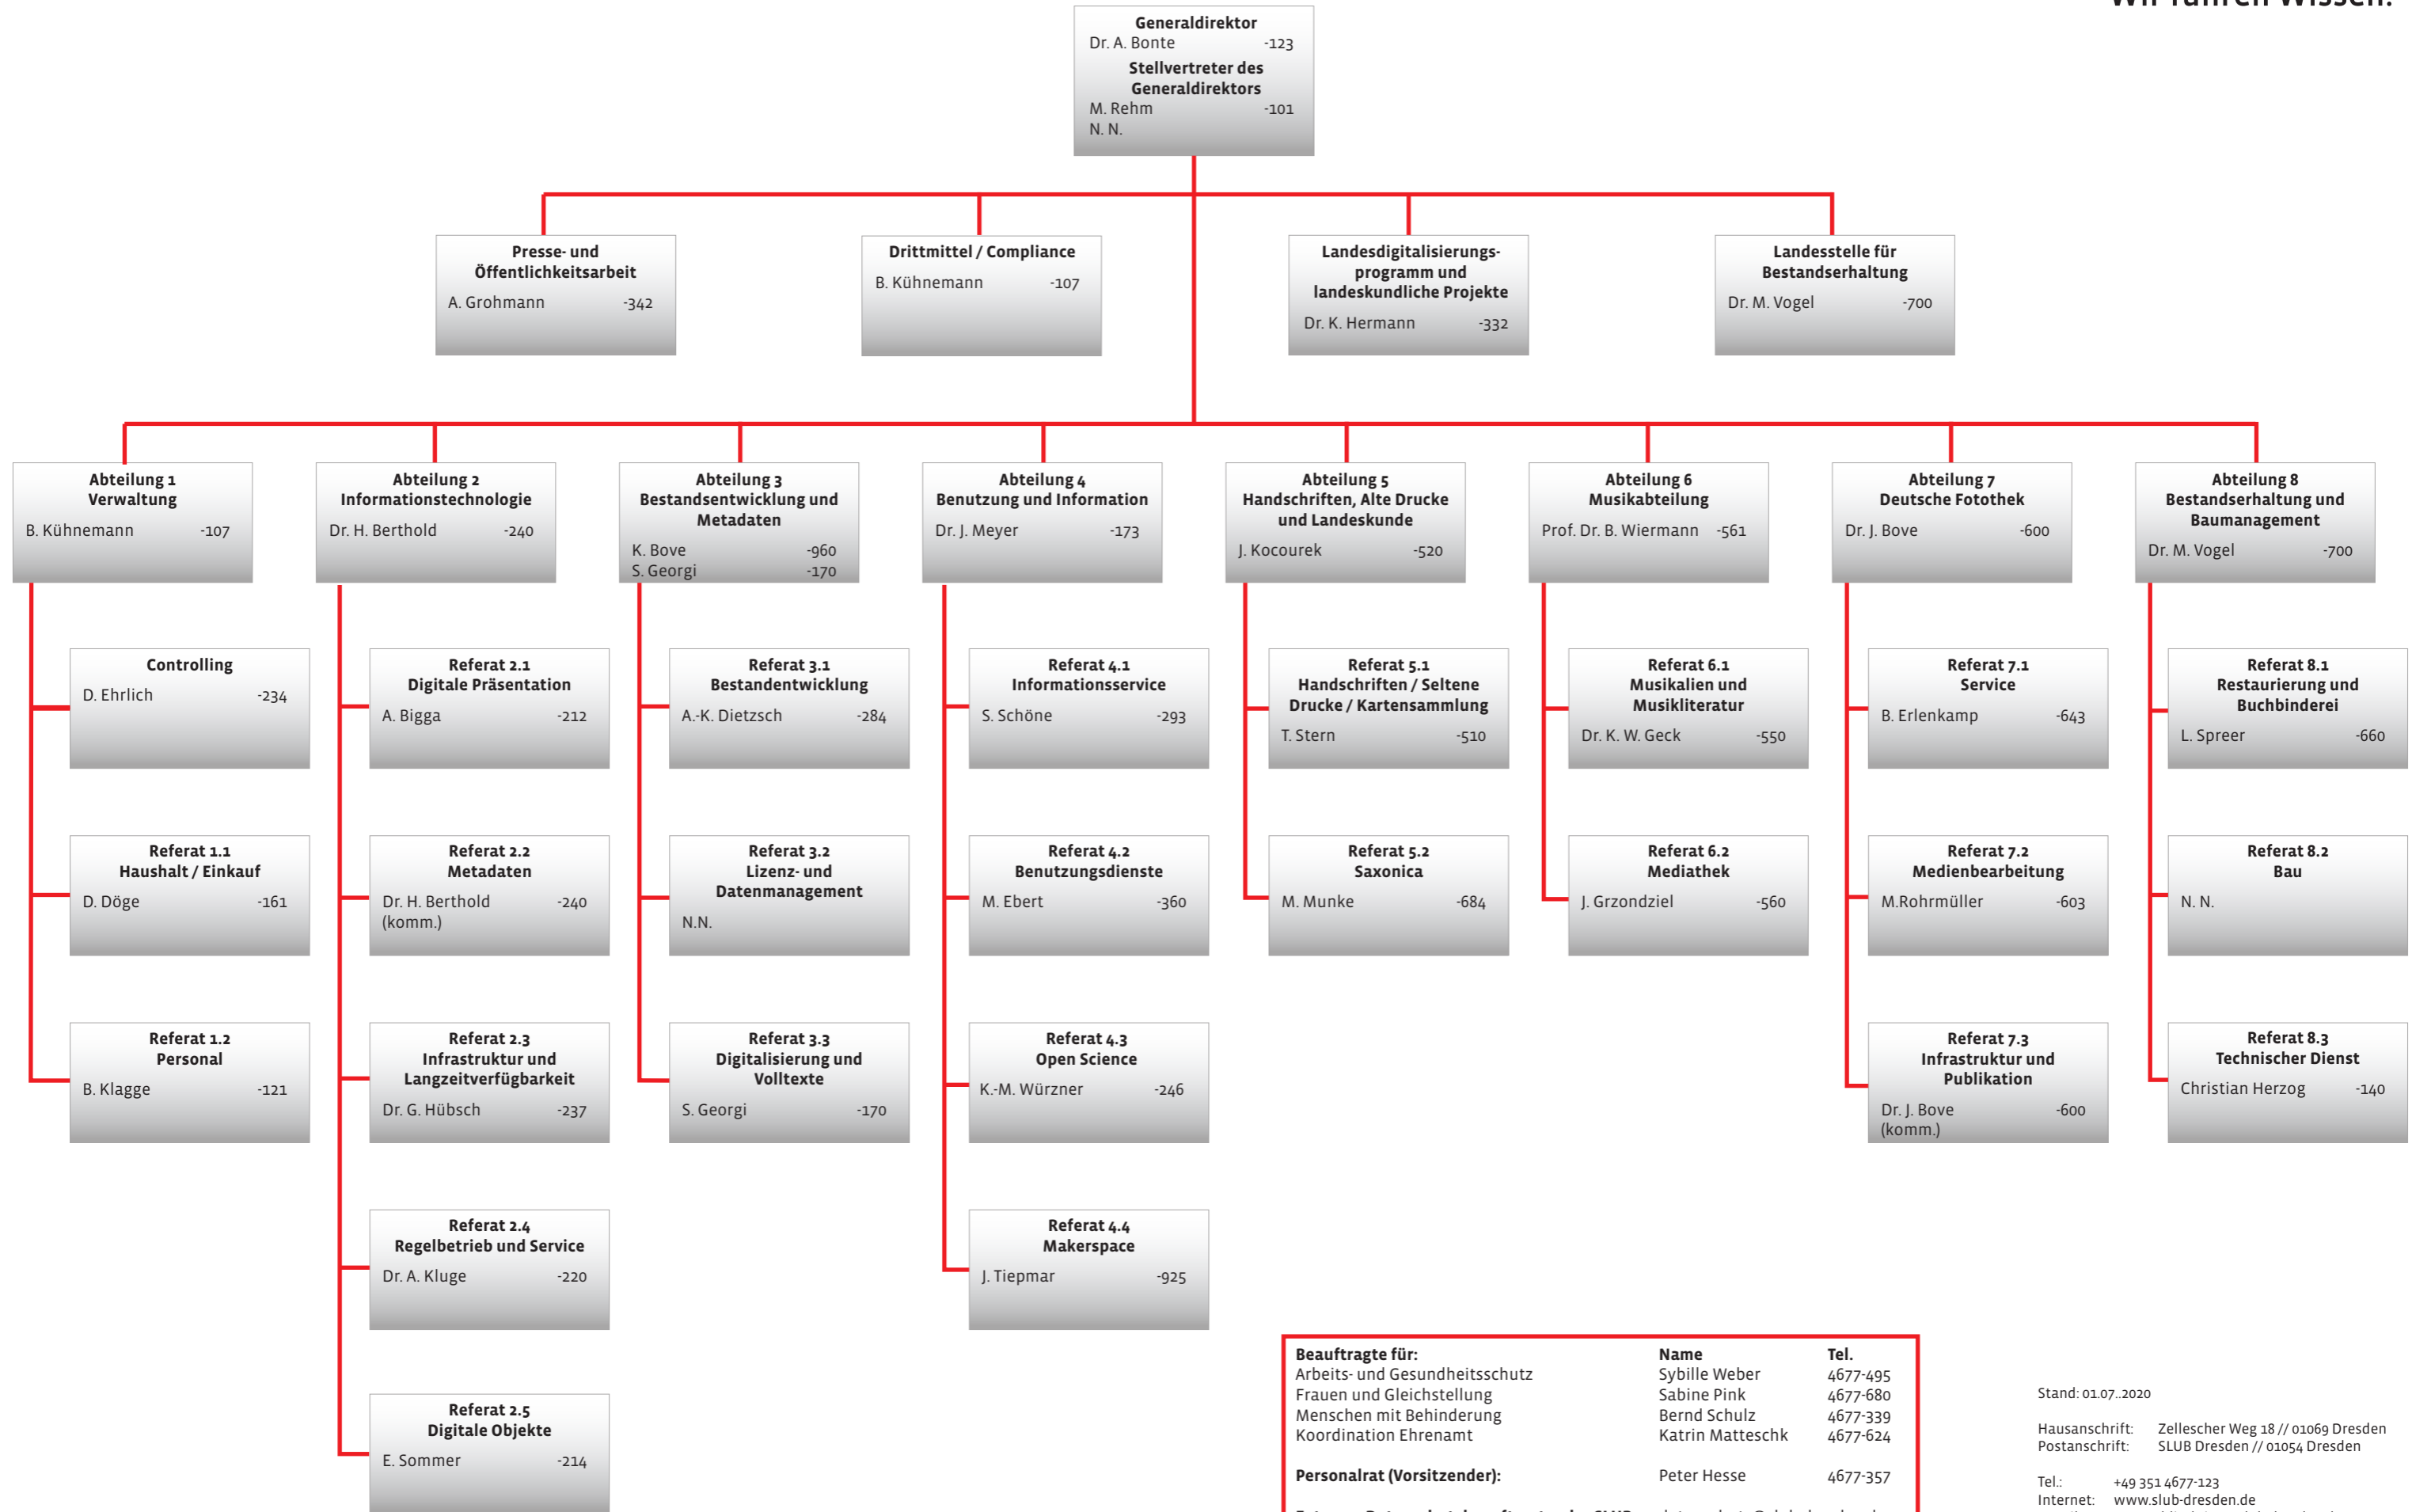 Generaldirektor
Dr. A. Bonte -123
Stellvertreter des
Generaldirektors
M. Rehm -101
N. N.
Presse- und
Öffentlichkeitsarbeit
A. Grohmann -342
Drittmittel / Compliance
B. Kühnemann -107
Landesdigitalisierungs-
programm und
landeskundliche Projekte
Dr. K. Hermann -332
Landesstelle für
Bestandserhaltung
Dr. M. Vogel -700
Abteilung 1
Verwaltung
B. Kühnemann -107
Abteilung 2
Informationstechnologie
Dr. H. Berthold -240
Abteilung 3
Bestandsentwicklung und
Metadaten
K. Bove -960
S. Georgi -170
Abteilung 4
Benutzung und Information
Dr. J. Meyer -173
Abteilung 5
Handschriften, Alte Drucke
und Landeskunde
J. Kocourek -520
Abteilung 6
Musikabteilung
Prof. Dr. B. Wiermann -561
Abteilung 7
Deutsche Fotothek
Dr. J. Bove -600
Abteilung 8
Bestandserhaltung und
Baumanagement
Dr. M. Vogel -700
Controlling
D. Ehrlich -234
Referat 2.1
Digitale Präsentation
A. Bigga -212
Referat 3.1
Bestandentwicklung
A.-K. Dietzsch -284
Referat 4.1
Informationsservice
S. Schöne -293
Referat 5.1
Handschriften / Seltene
Drucke / Kartensammlung
T. Stern -510
Referat 6.1
Musikalien und
Musikliteratur
Dr. K. W. Geck -550
Referat 7.1
Service
B. Erlenkamp -643
Referat 8.1
Restaurierung und
Buchbinderei
L. Spreer -660
Referat 1.1
Haushalt / Einkauf
D. Döge -161
Referat 2.2
Metadaten
Dr. H. Berthold -240
(komm.)
Referat 3.2
Lizenz- und
Datenmanagement
N.N.
Referat 4.2
Benutzungsdienste
M. Ebert -360
Referat 5.2
Saxonica
M. Munke -684
Referat 6.2
Mediathek
J. Grzondziel -560
Referat 7.2
Medienbearbeitung
M.Rohrmüller -603
Referat 8.2
Bau
N. N.
Referat 1.2
Personal
B. Klagge -121
Referat 2.3
Infrastruktur und
Langzeitverfügbarkeit
Dr. G. Hübsch -237
Referat 3.3
Digitalisierung und
Volltexte
S. Georgi -170
Referat 4.3
Open Science
K.-M. Würzner -246
Referat 7.3
Infrastruktur und
Publikation
Dr. J. Bove -600
(komm.)
Referat 8.3
Technischer Dienst
Christian Herzog -140
Referat 2.4
Regelbetrieb und Service
Dr. A. Kluge -220
Referat 4.4
Makerspace
J. Tiepmar -925
Referat 2.5
Digitale Objekte
E. Sommer -214
Beauftragte für: Name Tel.
Arbeits- und Gesundheitsschutz Sybille Weber 4677-495
Frauen und Gleichstellung Sabine Pink 4677-680
Menschen mit Behinderung Bernd Schulz 4677-339
Koordination Ehrenamt Katrin Matteschk 4677-624
Personalrat (Vorsitzender): Peter Hesse 4677-357
Stand: 01.07..2020
Hausanschrift: Zellescher Weg 18 // 01069 Dresden
Postanschrift: SLUB Dresden // 01054 Dresden
Tel.: +49 351 4677-123
Internet: www.slub-dresden.de